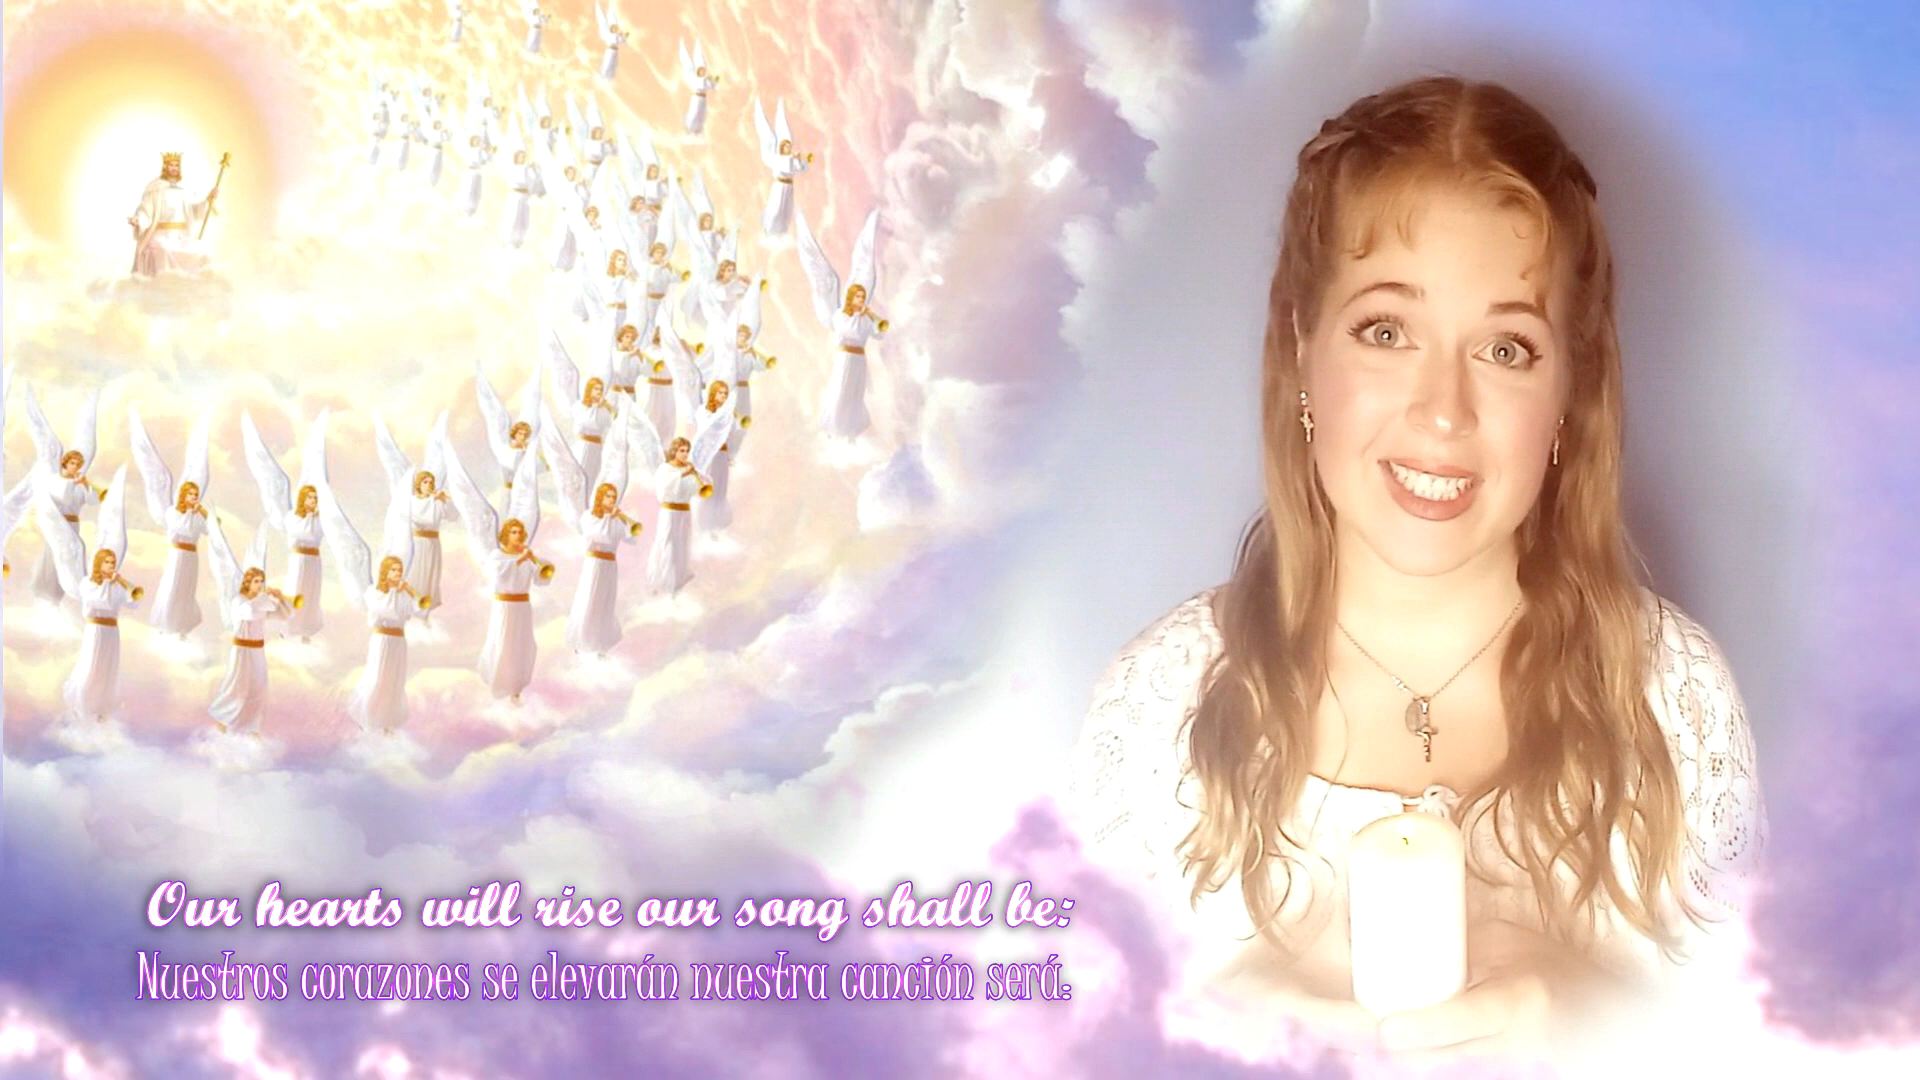 Our hearts will rise our song shall be:
Nuestros corazones se elevarán nuestra canción será: